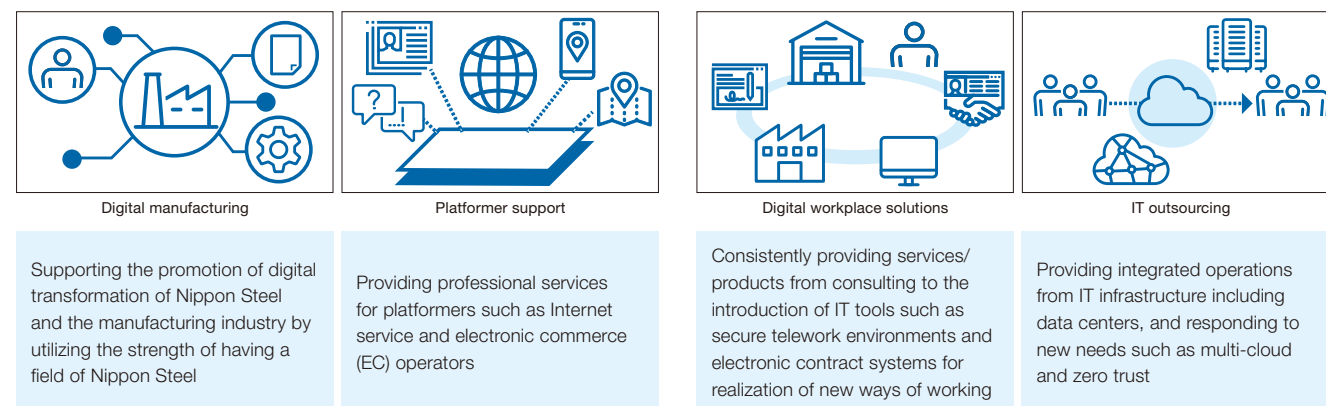 ?
Digital manufacturing
Platformer support
Digital workplace solutions
IT outsourcing
Supporting the promotion of digital
transformation of Nippon Steel
and the manufacturing industry by
utilizing the strength of having a
field of Nippon Steel
Providing professional services
for platformers such as Internet
service and electronic commerce
(EC) operators
Consistently providing services/
products from consulting to the
introduction of IT tools such as
secure telework environments and
electronic contract systems for
realization of new ways of working
Providing integrated operations
from IT infrastructure including
data centers, and responding to
new needs such as multi-cloud
and zero trust